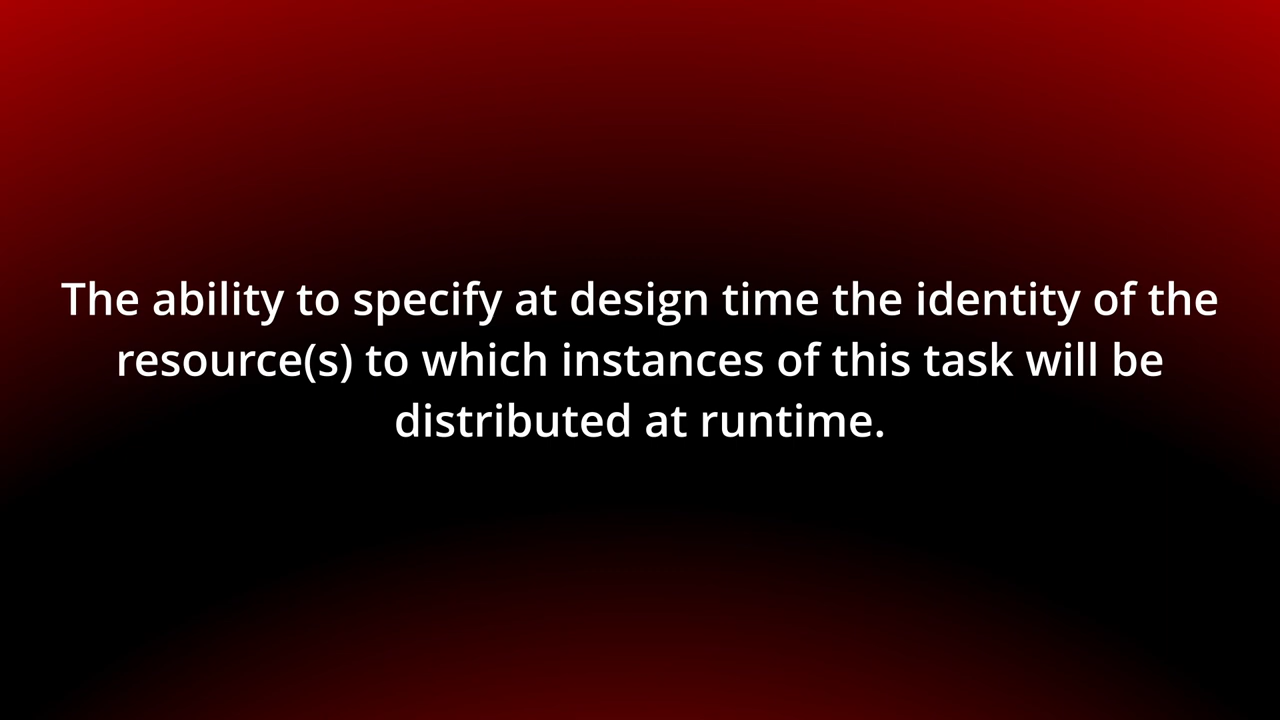 The ability to specify at design time the identity of the
resource(s) to which instances of this task will be
distributed at runtime.